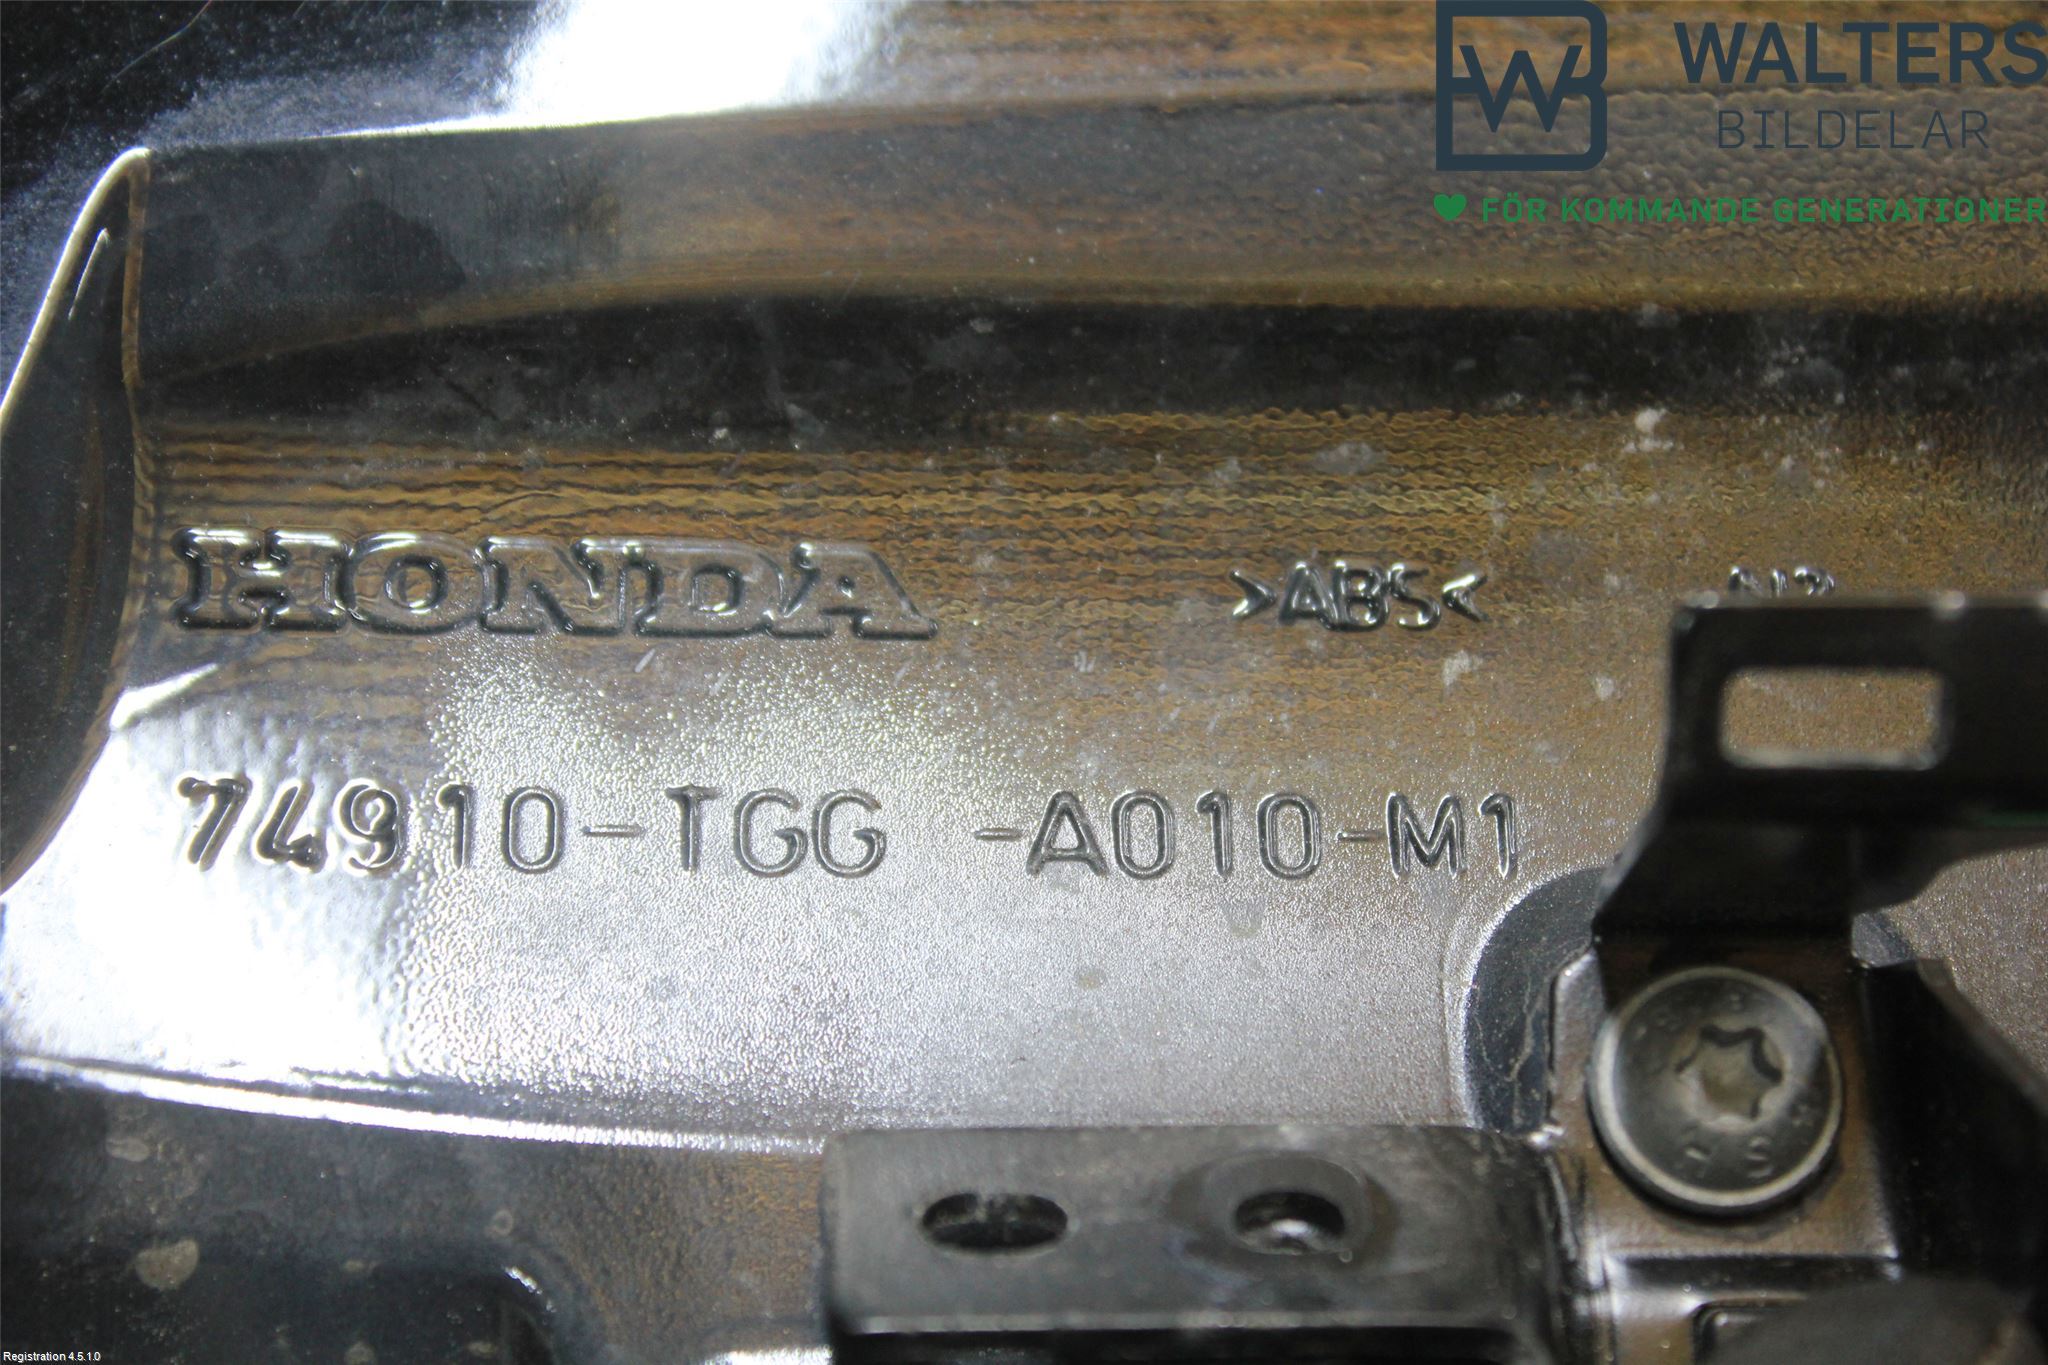 WALTERS
BILDELAR
FÖR KOMMANDE GENERATIONER
HONDA
>ABS<
74910-TGG -A010-M1
Registration 4.5.1.0